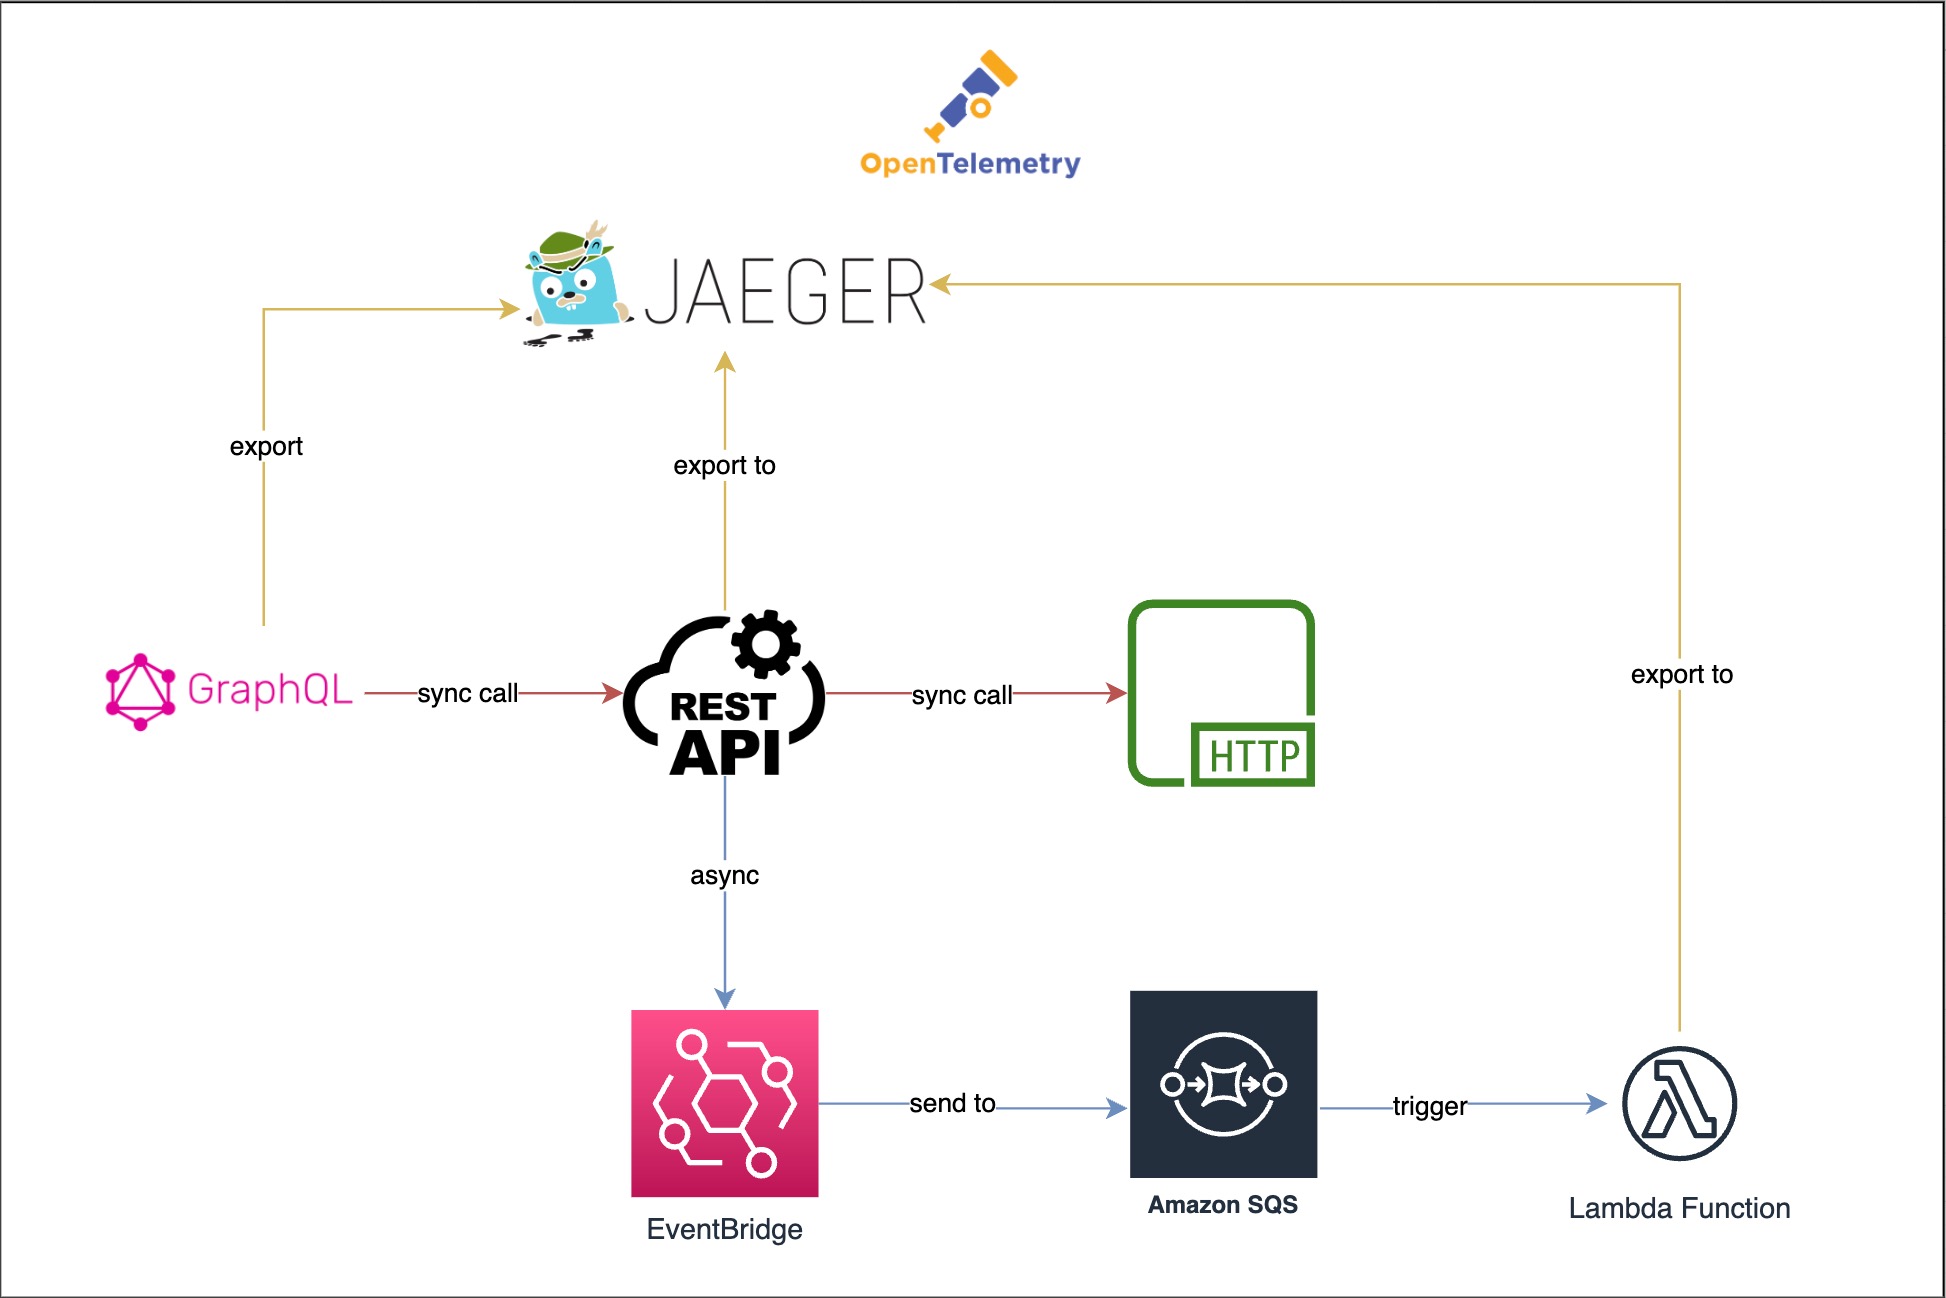 OpenTelemetry
JAEGER
export
export to
export to
GraphQL
sync call
REST
API
sync call
HTTP
async
send to
trigger
EventBridge
Amazon SQS
Lambda Function